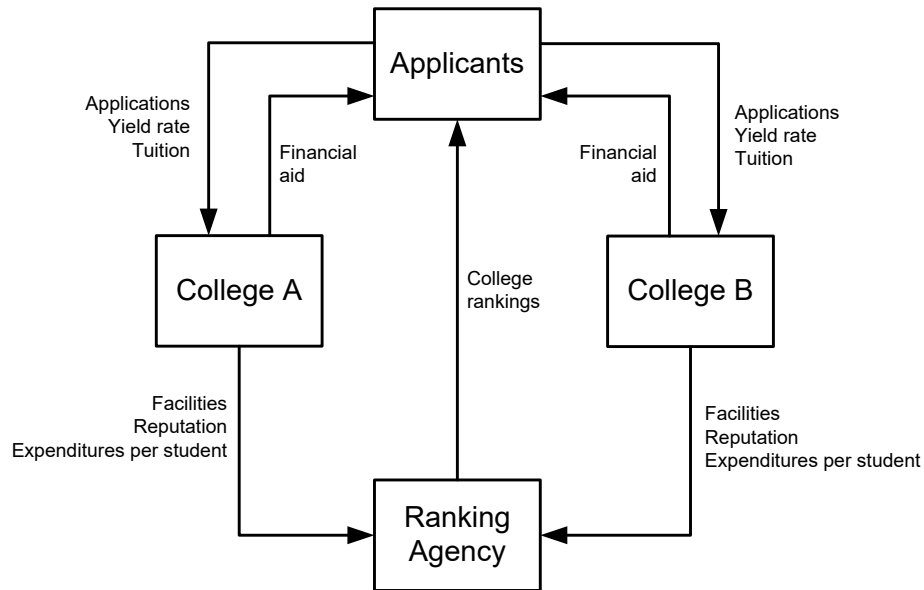 Applicants
Applications
Yield rate
Tuition
Financial
aid
Financial
aid
Applications
Yield rate
Tuition
College A
College
rankings
College B
Facilities
Reputation
Expenditures per student
Facilities
Reputation
Expenditures per student
Ranking
Agency